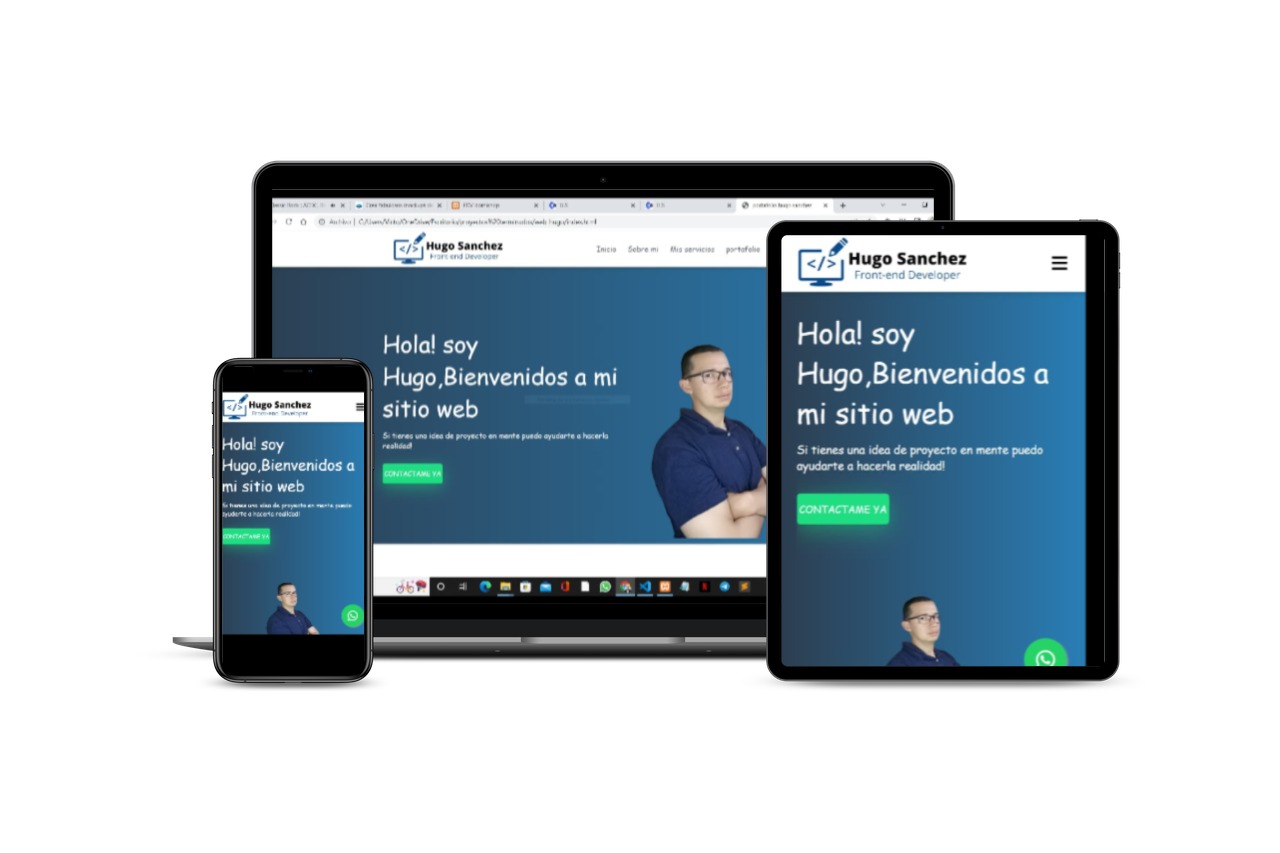 Archivo
Hugo Sanchez
Front-end Developer
Inicio Sobre mi Mis servicios portafolio
Hola! soy
Hugo,Bienvenidos a mi
sitio web
Si tienes una idea de proyecto en mente puedo ayudarte a hacerla
realidad!
CONTACTAME YA
Hugo Sanchez
Front-end Developer
Hola! soy
Hugo,Bienvenidos a
mi sitio web
Si tienes una idea de proyecto en mente puedo
ayudarte a hacerla realidad!
CONTACTAME YA
Hugo Sanchez
Front-end Developer
Hola! soy
Hugo,Bienvenidos a
mi sitio web
Si tienes una idea de proyecto en mente puedo
ayudarte a hacerla realidad!
CONTACTAME YA